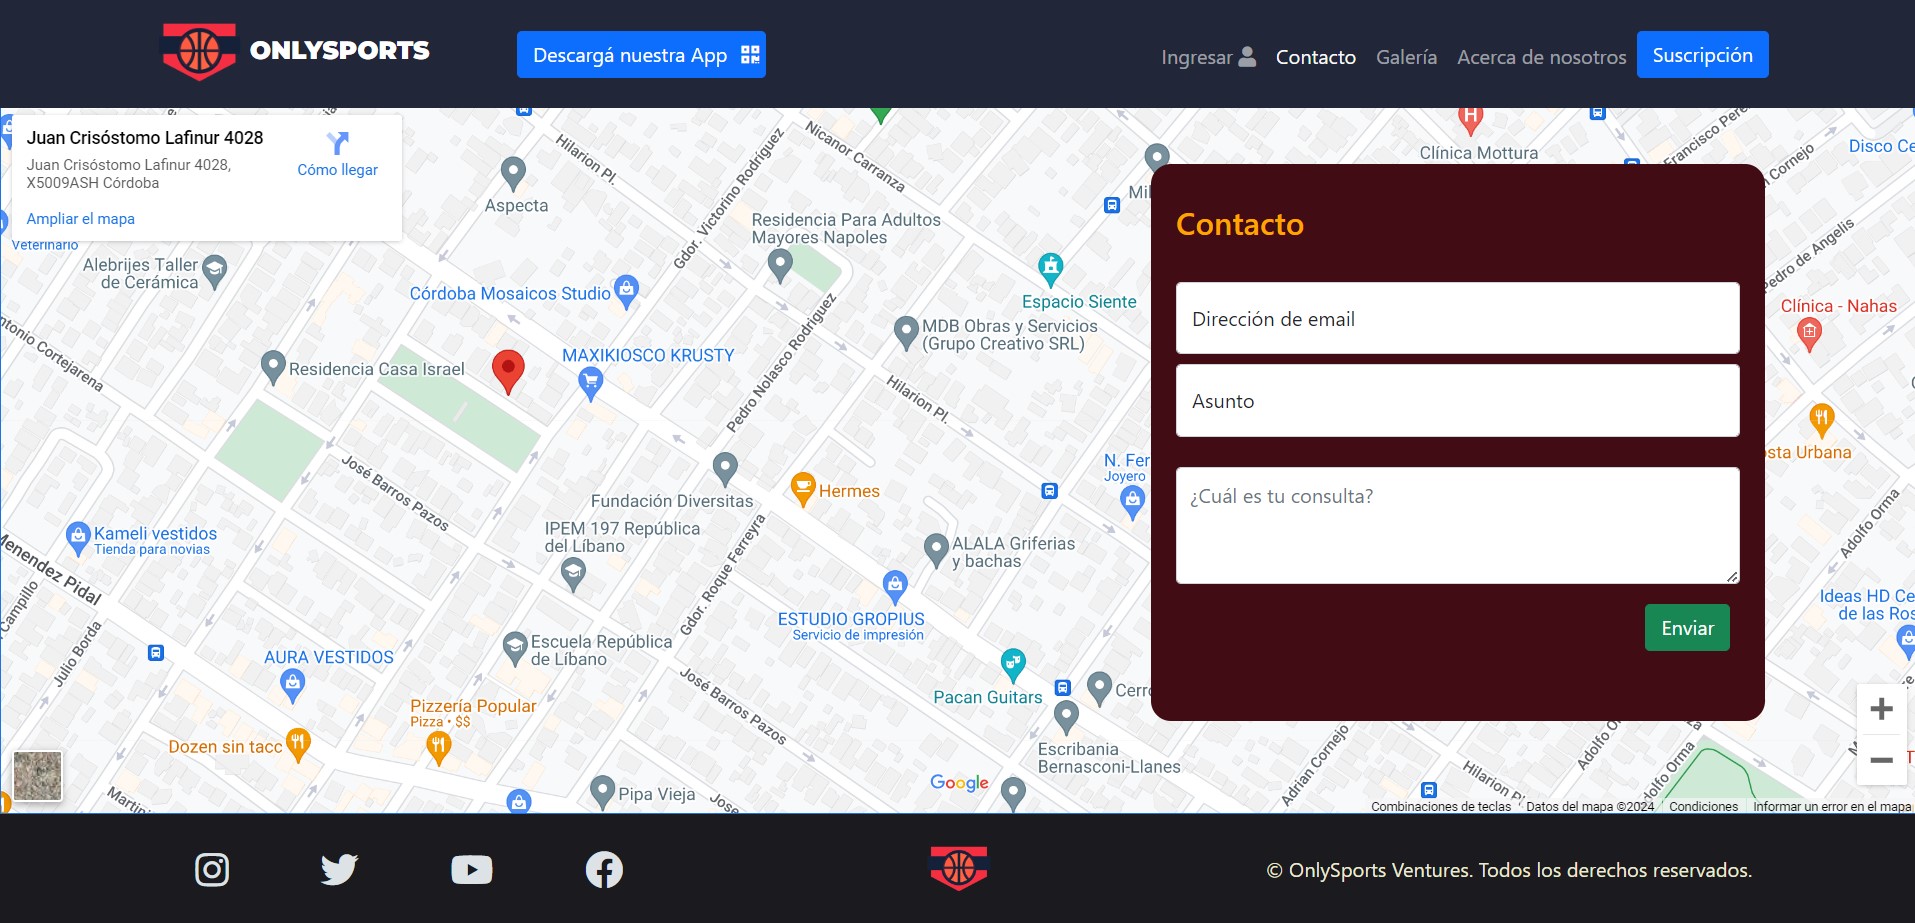 ONLYSPORTS
Descargá nuestra App
Ingresar
Contacto
Galería
Acerca de nosotros
Suscripción
Juan Crisóstomo Lafinur 4028
Juan Crisóstomo Lafinur 4028,
X5009ASH Córdoba
Cómo llegar
Ampliar el mapa
Veterinario
Alebrijes Taller
de Cerámica
Aspecta
Hilarion Pl.
Gdor. Victorino Rodríguez
Nicanor Carranza
Residencia Para Adultos
Mayores Napoles
Córdoba Mosaicos Studio
Espacio Siente
MDB Obras y Servicios
(Grupo Creativo SRL)
MAXIKIOSCO KRUSTY
Residencia Casa Israel
Pedro Nolasco Rodríguez
Hilarion Pl.
Antonio Cortejarena
José Barros Pazos
Fundación Diversitas
Hermes
N. Fer
Joyero
Kameli vestidos
Tienda para novias
IPEM 197 República
del Líbano
ALALA Griferias
y bachas
Menendez Pidal
Campillo
Julio Borda
Gdor. Roque Ferreyra
ESTUDIO GROPIUS
Servicio de impresión
Escuela República
de Líbano
AURA VESTIDOS
José Barros Pazos
Pacan Guitars
Cerro
Pizzería Popular
Pizza • $$
Dozen sin tacc
Escribania
Bernasconi-Llanes
Pipa Vieja
Jose
Martin
Google
Clínica Mottura
Francisco Pere
Cornejo
Disco Ce
Mil
Pedro de Angelis
Clínica - Nahas
osta Urbana
Adolfo Orma
Ideas HD Ce
de las Ros
Adrian Cornejo
Hilarión Pl.
Adolfo O
Adolfo Orma
Contacto
Dirección de email
Asunto
¿Cuál es tu consulta?
Enviar
+
−
Combinaciones de teclas
Datos del mapa ©2024
Condiciones
Informar un error en el mapa
© OnlySports Ventures. Todos los derechos reservados.